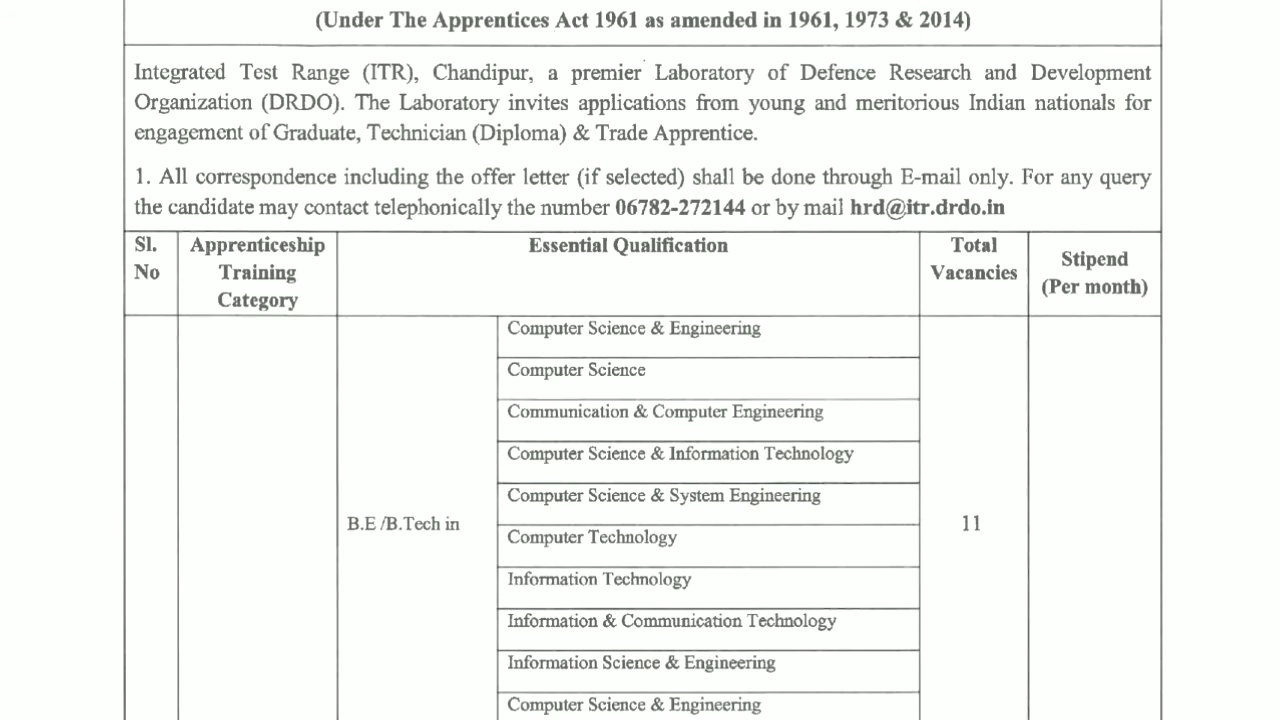 (Under The Apprentices Act 1961 as amended in 1961, 1973 & 2014)
Integrated Test Range (ITR), Chandipur, a premier Laboratory of Defence Research and Development
Organization (DRDO). The Laboratory invites applications from young and meritorious Indian nationals for
engagement of Graduate, Technician (Diploma) & Trade Apprentice.
1. All correspondence including the offer letter (if selected) shall be done through E-mail only. For any query
the candidate may contact telephonically the number 06782-272144 or by mail hrd@itr.drdo.in
Sl. No
Apprenticeship Training Category
Essential Qualification
Total Vacancies
Stipend (Per month)
B.E /B.Tech in
Computer Science & Engineering
Computer Science
Communication & Computer Engineering
Computer Science & Information Technology
Computer Science & System Engineering
Computer Technology
Information Technology
Information & Communication Technology
Information Science & Engineering
Computer Science & Engineering
11